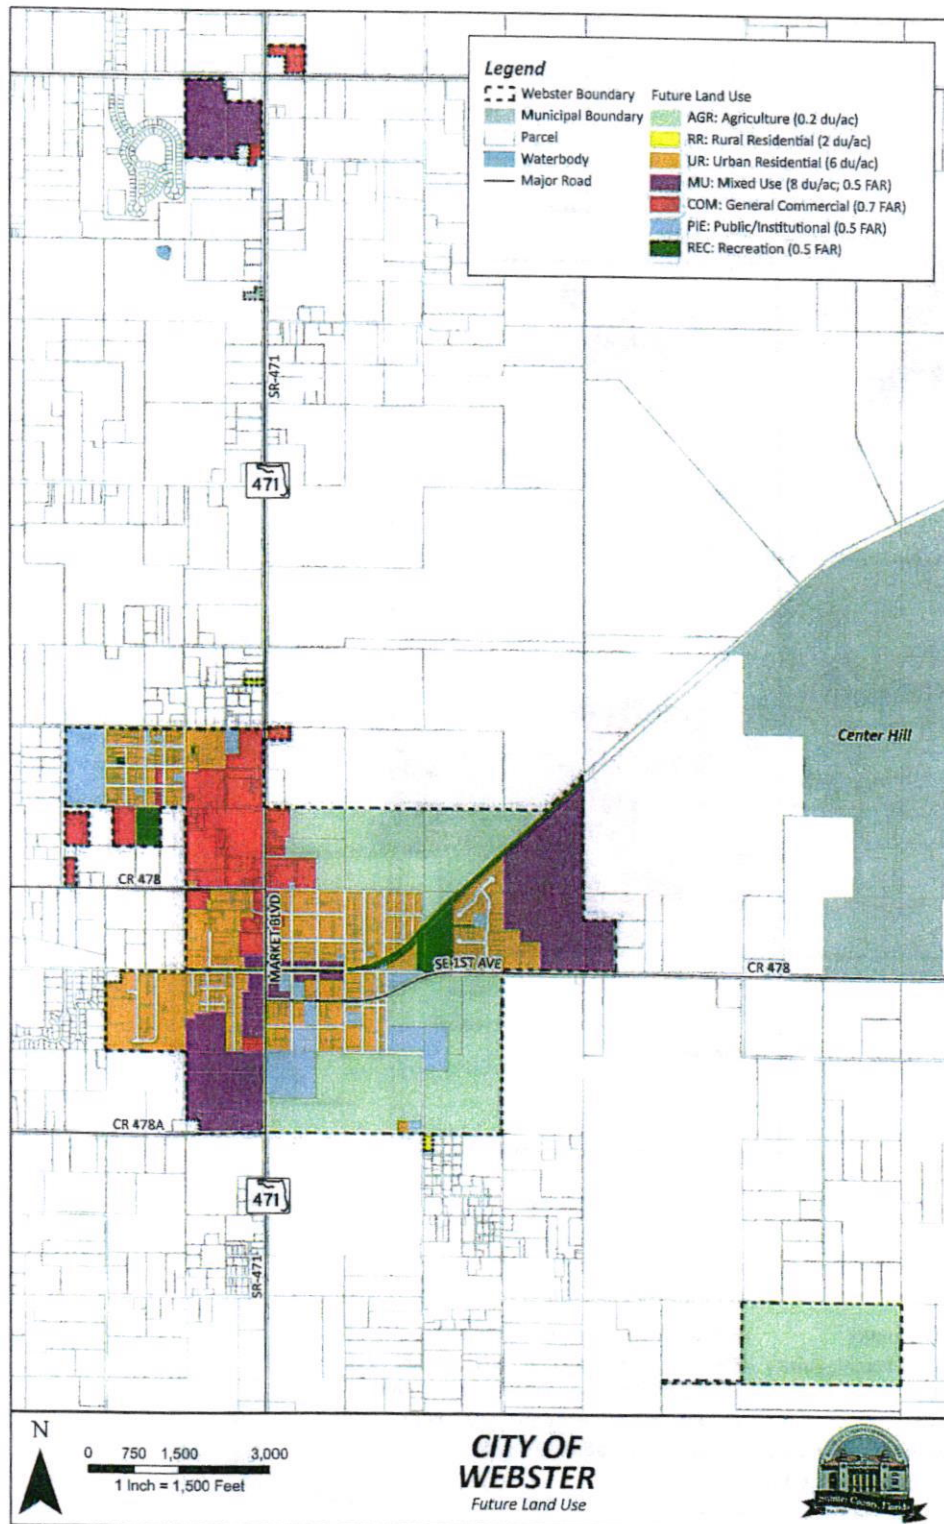 Legend
Webster Boundary
Municipal Boundary
Parcel
Waterbody
Major Road
Future Land Use
AGR: Agriculture (0.2 du/ac)
RR: Rural Residential (2 du/ac)
UR: Urban Residential (6 du/ac)
MU: Mixed Use (8 du/ac; 0.5 FAR)
COM: General Commercial (0.7 FAR)
PIE: Public/Institutional (0.5 FAR)
REC: Recreation (0.5 FAR)
SR-471
471
Center Hill
CR 478
MARKET BLVD
SE 1ST AVE
CR 478
CR 478A
471
SR-471
N
0 750 1,500 3,000
1 Inch = 1,500 Feet
CITY OF
WEBSTER
Future Land Use
Sumter County, Florida